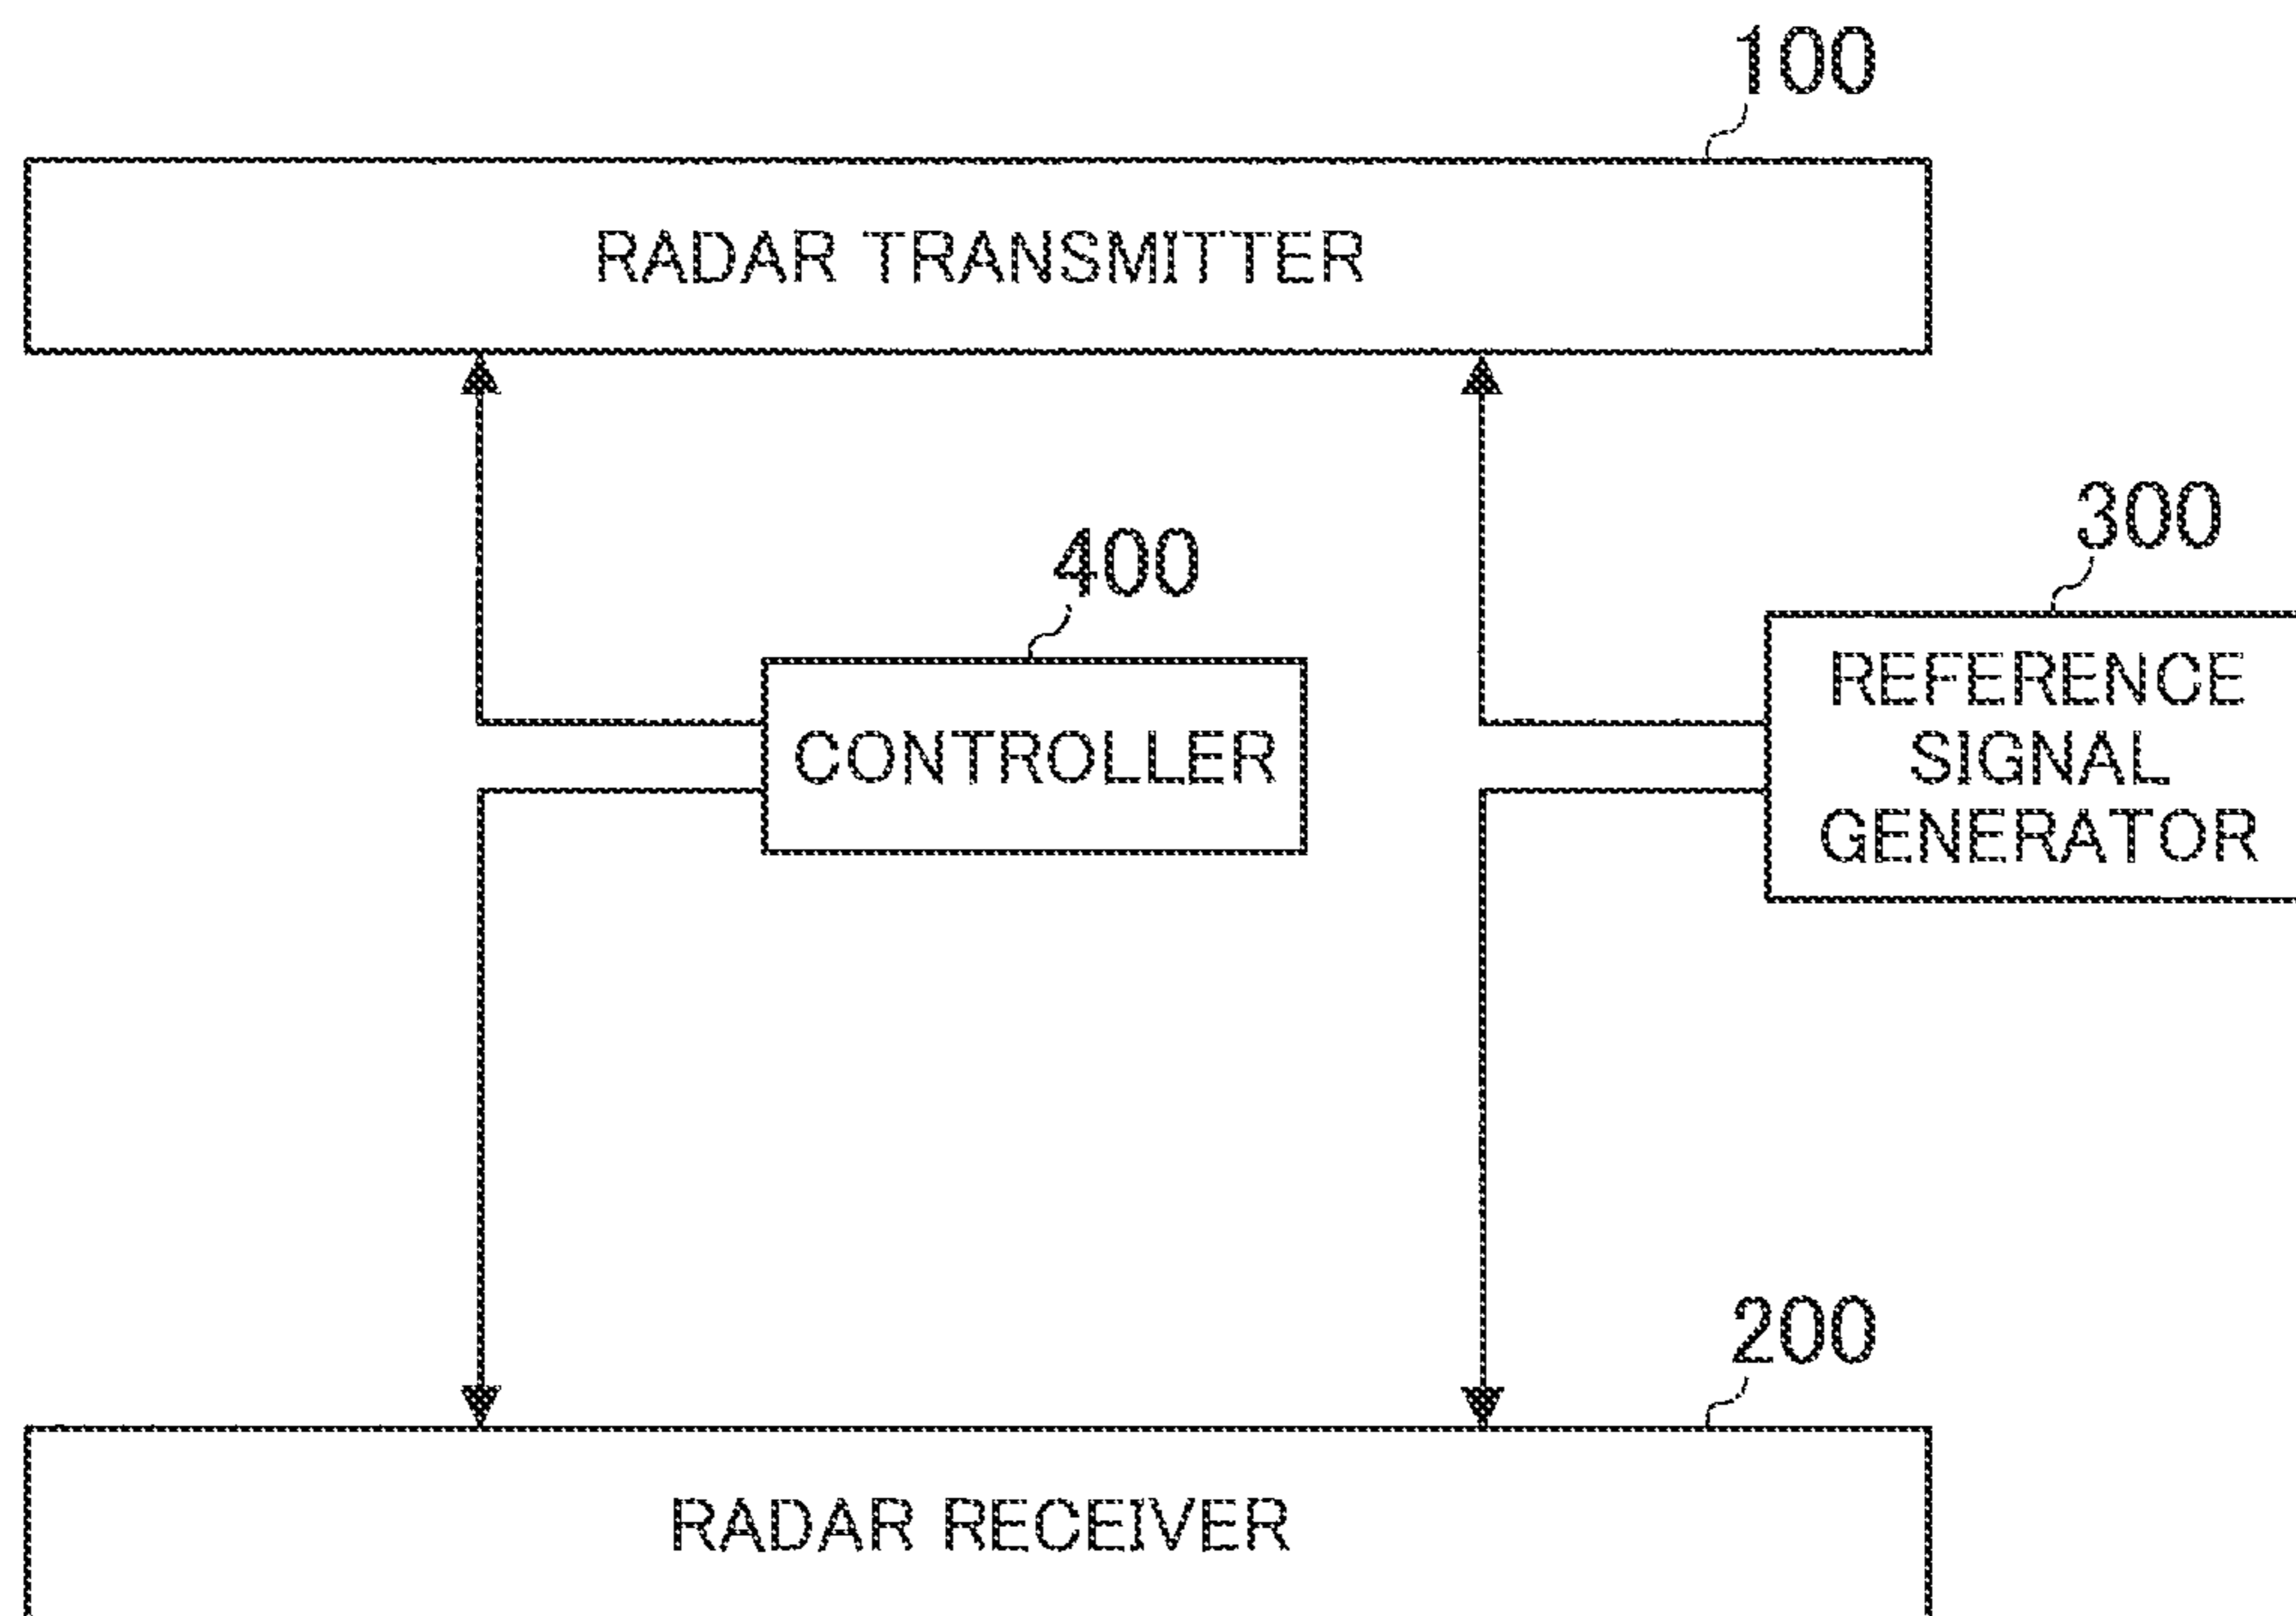 100
RADAR TRANSMITTER
400
CONTROLLER
300
REFERENCE
SIGNAL
GENERATOR
200
RADAR RECEIVER